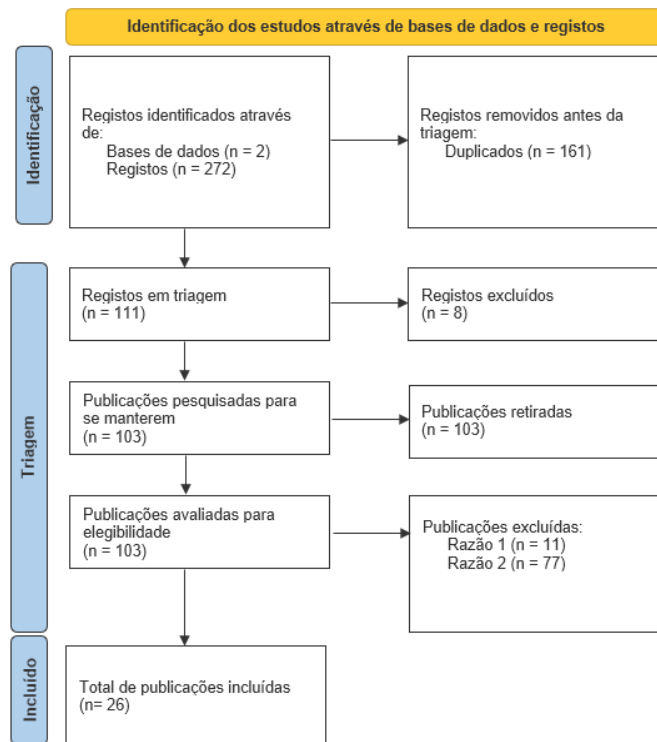 Identificação dos estudos através de bases de dados e registos
Identificação
Registos identificados através
de:
Bases de dados (n = 2)
Registos (n = 272)
Registos removidos antes da
triagem:
Duplicados (n = 161)
Triagem
Registos em triagem
(n = 111)
Registos excluídos
(n = 8)
Publicações pesquisadas para
se manterem
(n = 103)
Publicações retiradas
(n = 103)
Publicações avaliadas para
elegibilidade
(n = 103)
Publicações excluídas:
Razão 1 (n = 11)
Razão 2 (n = 77)
Incluído
Total de publicações incluídas
(n= 26)